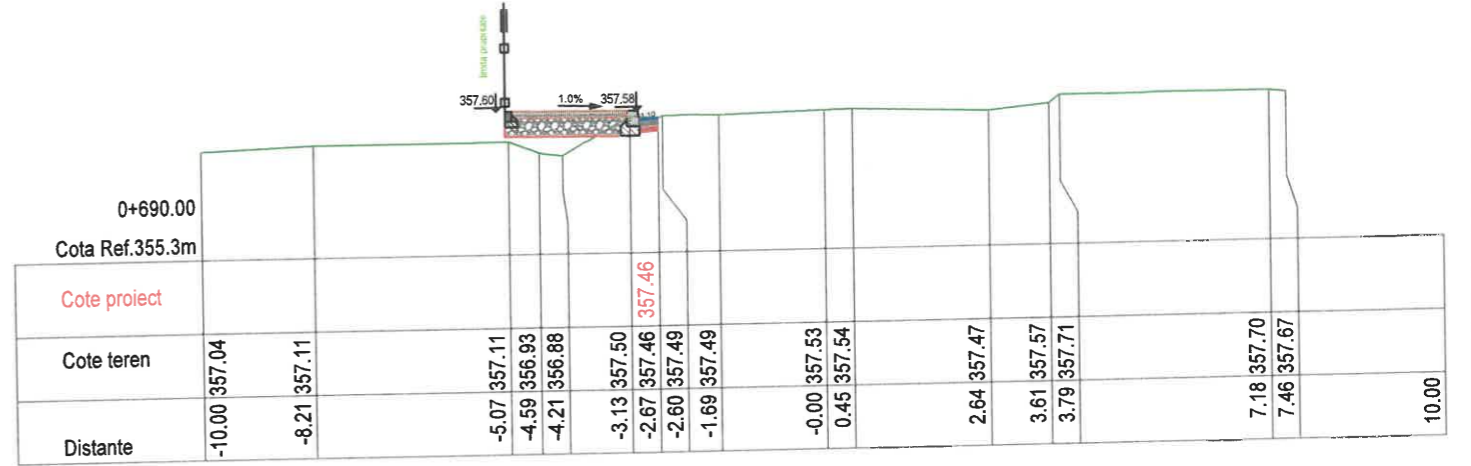 limita proprietate
357.60 1.0% 357.58
0+690.00
Cota Ref.355.3m
Cote proiect 357.46
Cote teren 357.04 357.11 357.11 356.93 356.88 357.50 357.46 357.49 357.49 357.53 357.54 357.47 357.57 357.71 357.70 357.67
Distante -10.00 -8.21 -5.07 -4.59 -4.21 -3.13 -2.67 -2.60 -1.69 -0.00 0.45 2.64 3.61 3.79 7.18 7.46 10.00